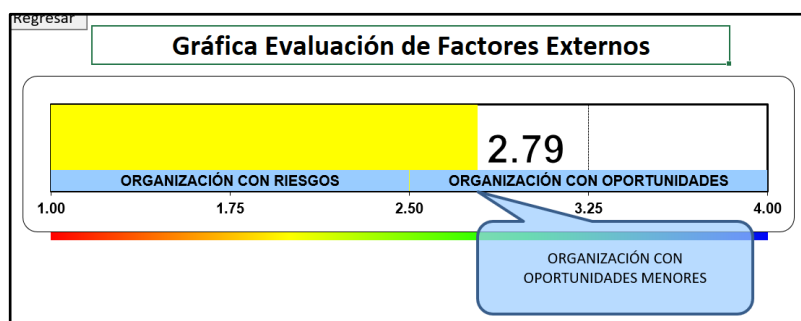 Regresar
Gráfica Evaluación de Factores Externos
2.79
ORGANIZACIÓN CON RIESGOS
ORGANIZACIÓN CON OPORTUNIDADES
1.00
1.75
2.50
3.25
4.00
ORGANIZACIÓN CON
OPORTUNIDADES MENORES